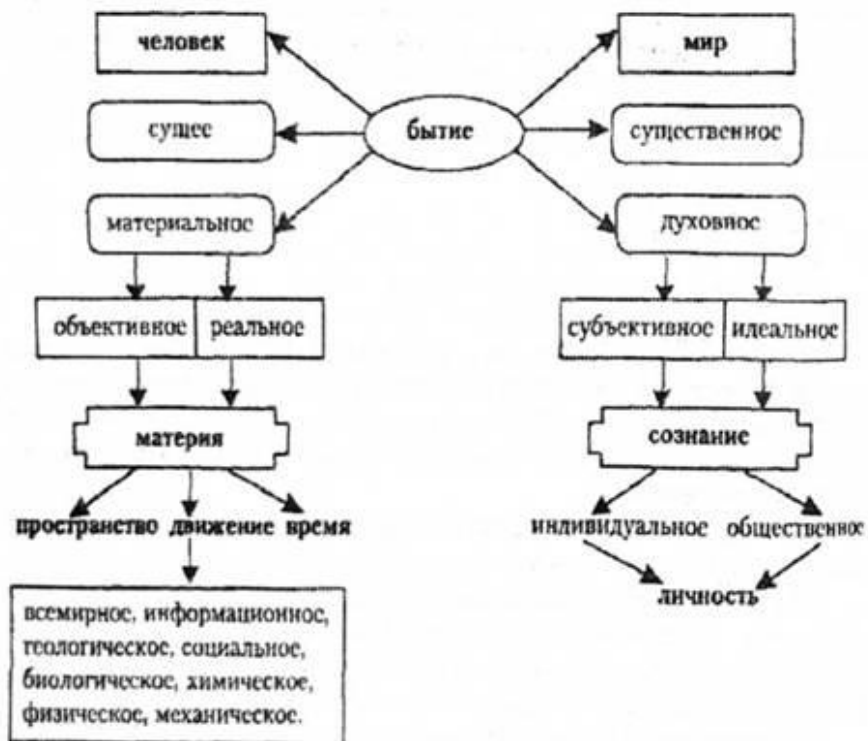 человек
мир
сущее
бытие
существенное
материальное
духовное
объективное
реальное
субъективное
идеальное
материя
сознание
пространство движение время
индивидуальное общественное
личность
всемирное, информационное,
геологическое, социальное,
биологическое, химическое,
физическое, механическое.